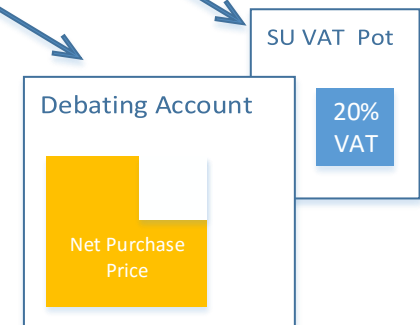 SU VAT Pot
20%
VAT
Debating Account
Net Purchase
Price